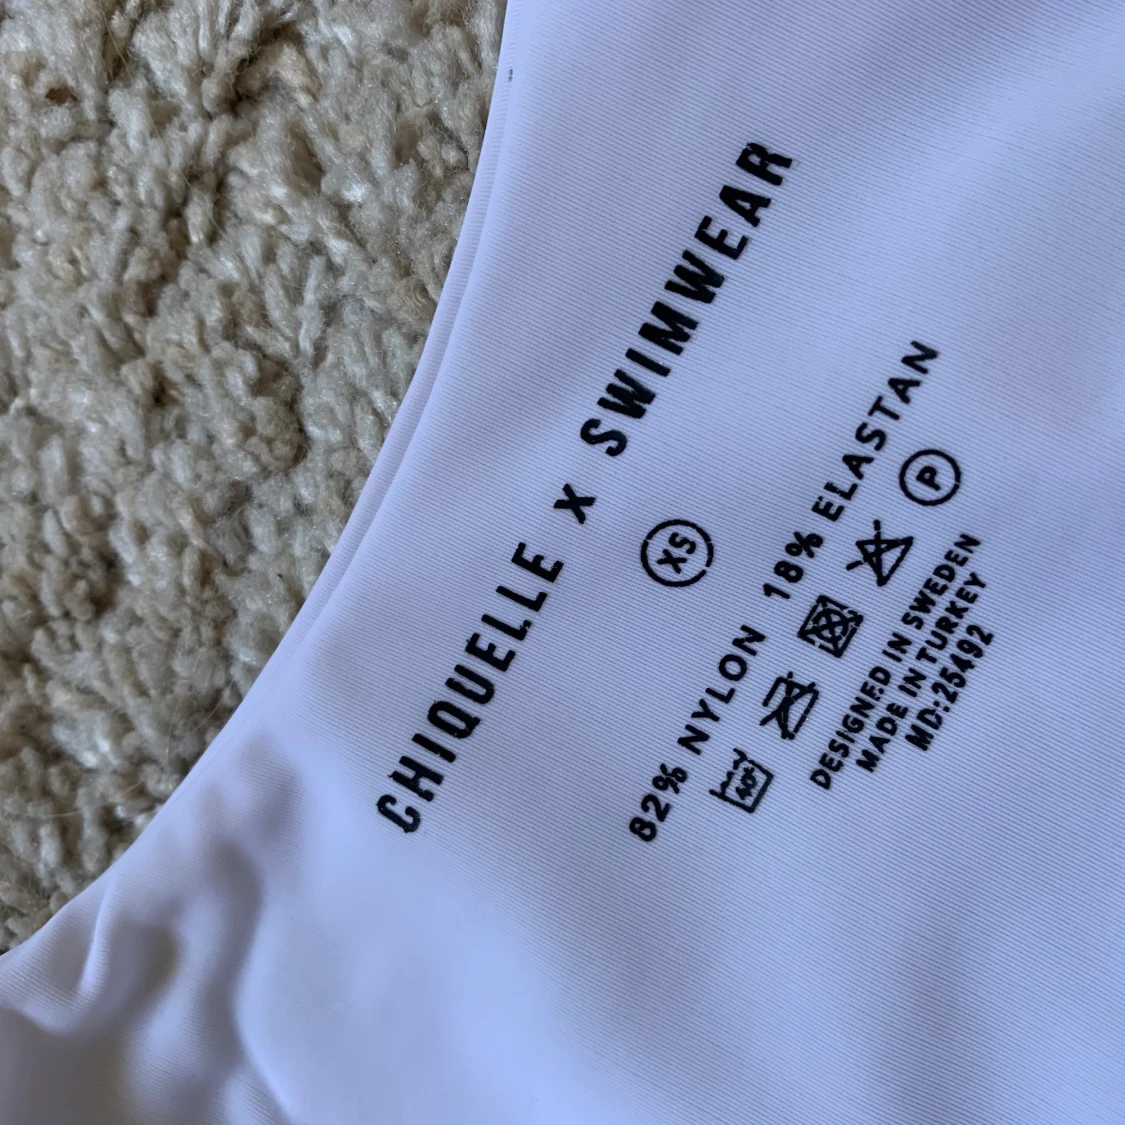 CHIQUELLE X SWIMWEAR
XS
82% NYLON 18% ELASTAN
40°
P
DESIGNED IN SWEDEN
MADE IN TURKEY
MD:25492